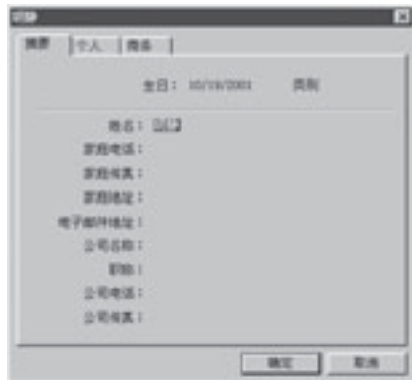 摘要 个人 商务
生日： 10/19/2001 类别
姓名：
家庭电话：
家庭传真：
家庭地址：
电子邮件地址：
公司名称：
职称：
公司电话：
公司传真：
确定 取消